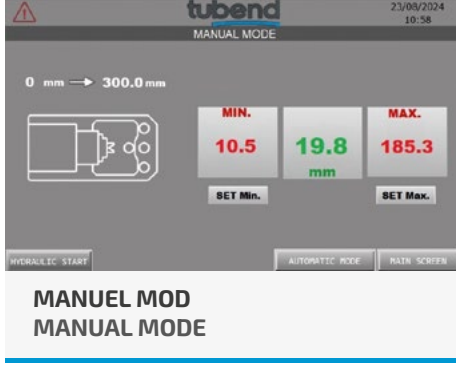 tubend
23/08/2024
10:58
MANUAL MODE
0 mm → 300.0 mm
MIN. MAX.
10.5 19.8 185.3
mm
SET Min. SET Max.
HYDRAULIC START AUTOMATIC MODE MAIN SCREEN
MANUEL MOD
MANUAL MODE